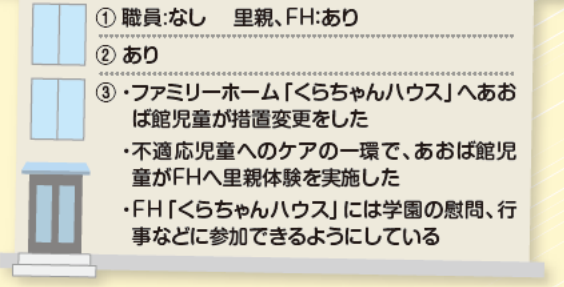 ① 職員:なし　里親、FH:あり
② あり
③ ・ファミリーホーム「くらちゃんハウス」へあお
ば館児童が措置変更をした
・不適応児童へのケアの一環で、あおば館児
童がFHへ里親体験を実施した
・FH「くらちゃんハウス」には学園の慰問、行
事などに参加できるようにしている